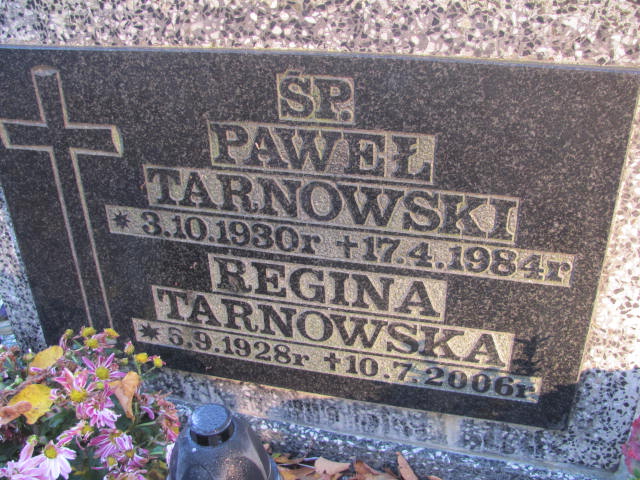 ŚP.
PAWEŁ
TARNOWSKI
* 3.10.1930r †17.4.1984r
REGINA
TARNOWSKA
* 6.9.1928r †10.7.2006r.